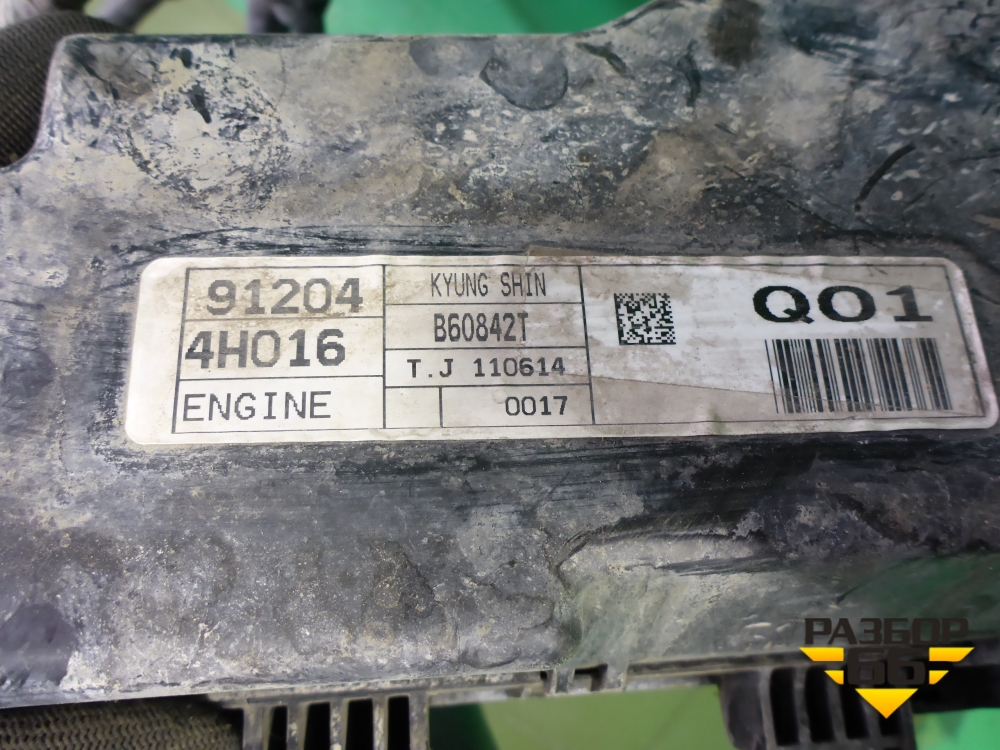 91204
4H016
ENGINE
KYUNG SHIN
B60842T
T.J 110614
0017
Q01
РАЗБОР
66